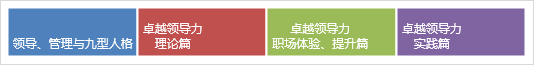 领导、管理与九型人格
卓越领导力
理论篇
卓越领导力
职场体验、提升篇
卓越领导力
实践篇